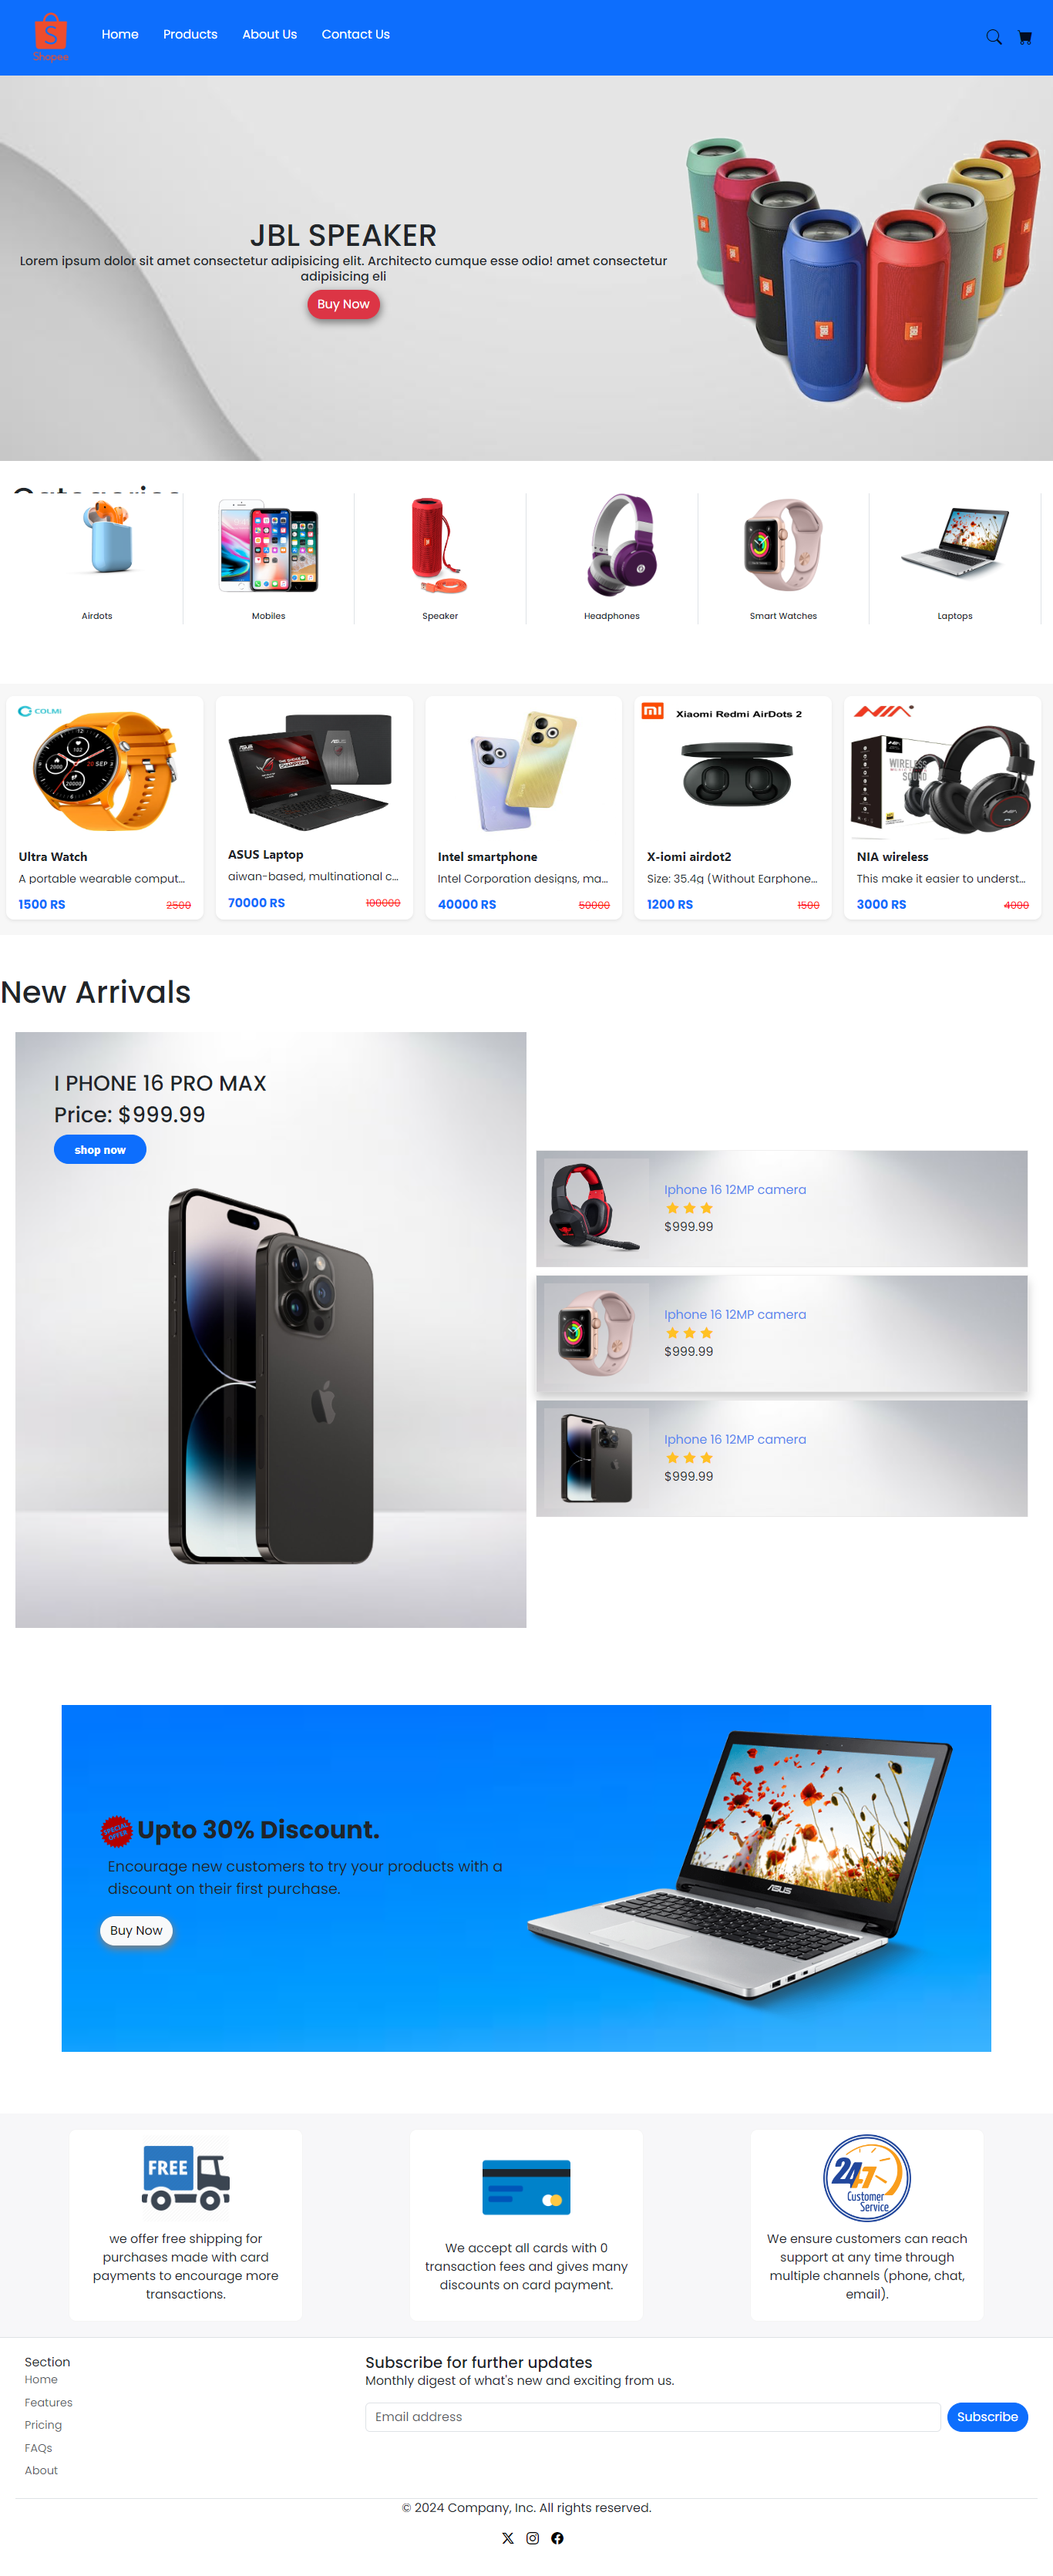 Shopee
Home Products About Us Contact Us
JBL SPEAKER
Lorem ipsum dolor sit amet consectetur adipisicing elit. Architecto cumque esse odio! amet consectetur
adipisicing eli
Buy Now
Categories
Airdots Mobiles Speaker Headphones Smart Watches Laptops
COLMI
Ultra Watch
A portable wearable comput...
1500 RS 2500
ASUS Laptop
aiwan-based, multinational c...
70000 RS 100000
Intel smartphone
Intel Corporation designs, ma...
40000 RS 50000
mi Xiaomi Redmi AirDots 2
X-iomi airdot2
Size: 35.4g (Without Earphone...
1200 RS 1500
NIA
WIRELESS
SOUND
NIA wireless
This make it easier to underst...
3000 RS 4000
New Arrivals
I PHONE 16 PRO MAX
Price: $999.99
shop now
Iphone 16 12MP camera
$999.99
Iphone 16 12MP camera
$999.99
Iphone 16 12MP camera
$999.99
SPECIAL
OFFER
Upto 30% Discount.
Encourage new customers to try your products with a
discount on their first purchase.
Buy Now
ASUS
FREE
we offer free shipping for
purchases made with card
payments to encourage more
transactions.
We accept all cards with 0
transaction fees and gives many
discounts on card payment.
24/7
Customer
Service
We ensure customers can reach
support at any time through
multiple channels (phone, chat,
email).
Section
Home
Features
Pricing
FAQs
About
Subscribe for further updates
Monthly digest of what's new and exciting from us.
Email address Subscribe
© 2024 Company, Inc. All rights reserved.